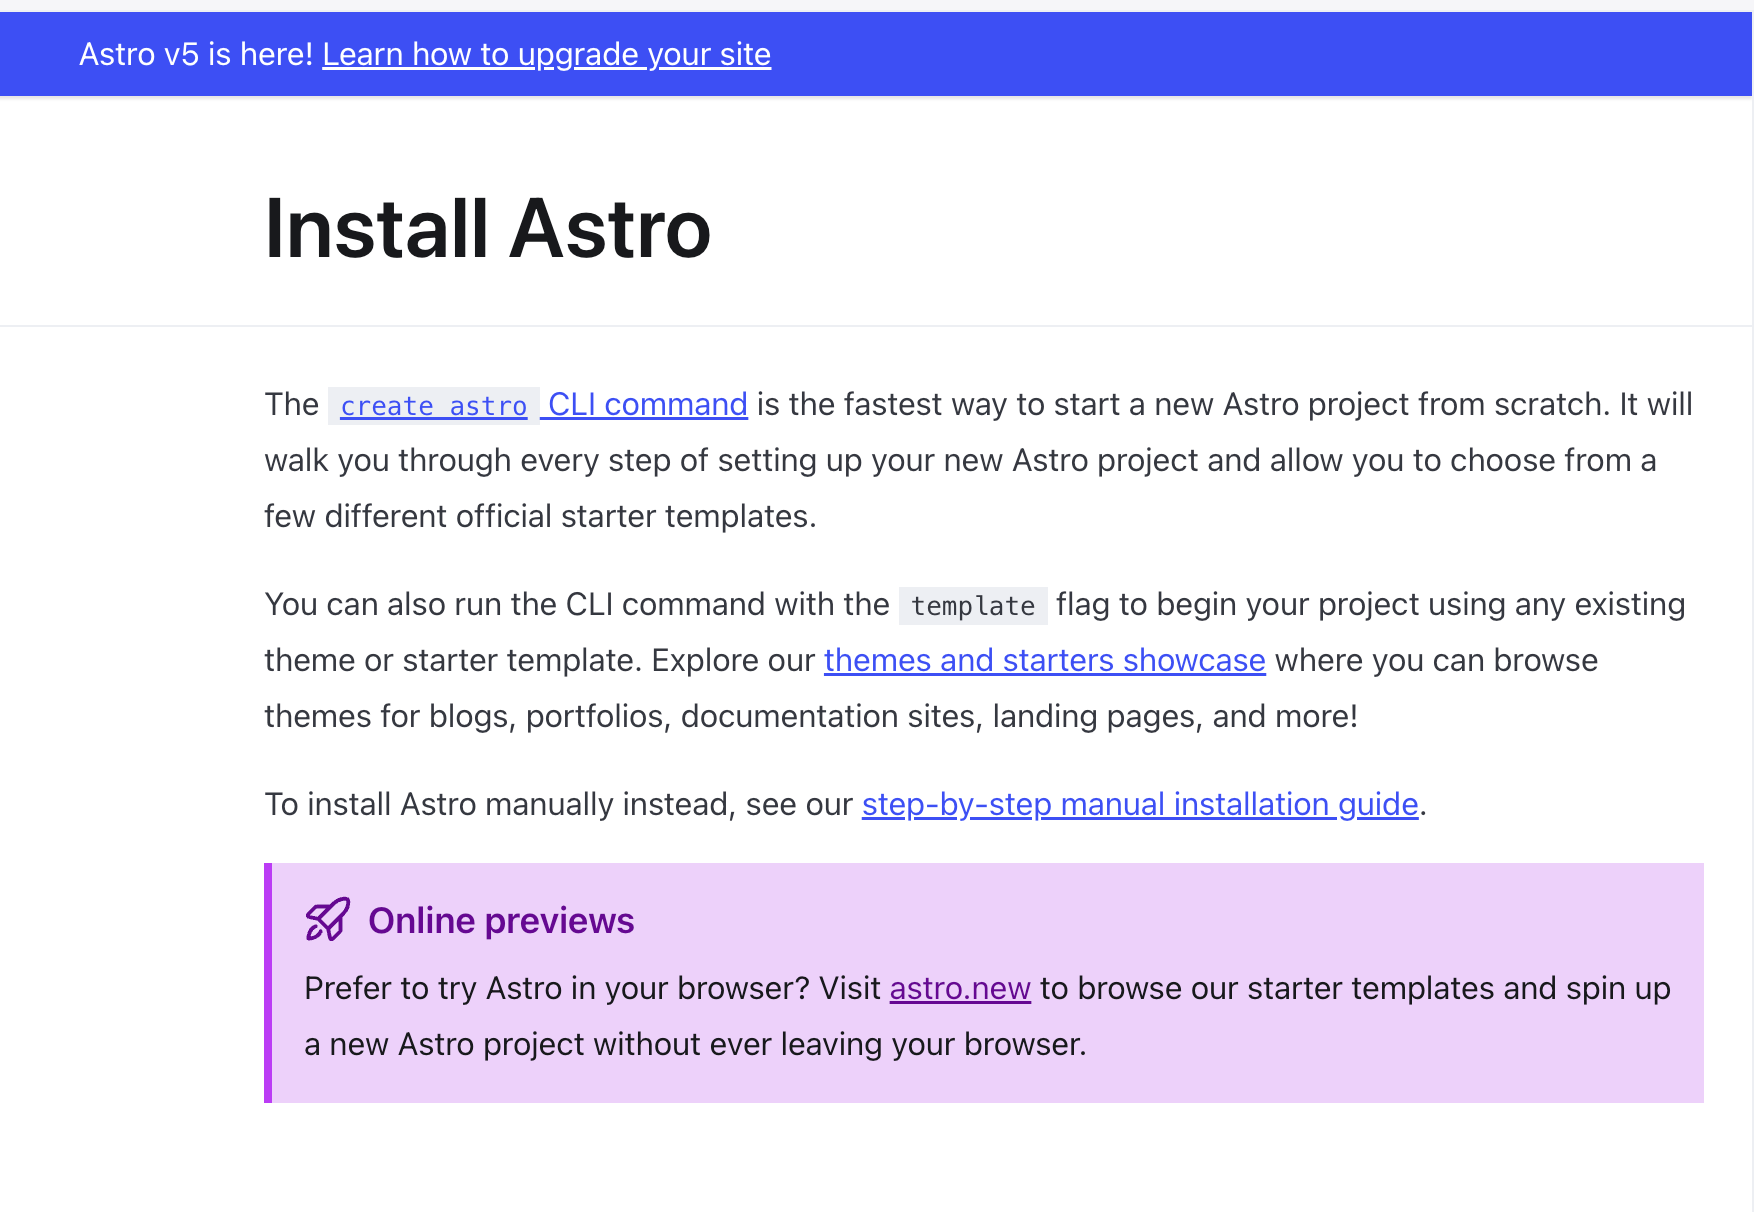 Astro v5 is here! Learn how to upgrade your site
Install Astro
The create astro CLI command is the fastest way to start a new Astro project from scratch. It will
walk you through every step of setting up your new Astro project and allow you to choose from a
few different official starter templates.
You can also run the CLI command with the template flag to begin your project using any existing
theme or starter template. Explore our themes and starters showcase where you can browse
themes for blogs, portfolios, documentation sites, landing pages, and more!
To install Astro manually instead, see our step-by-step manual installation guide.
Online previews
Prefer to try Astro in your browser? Visit astro.new to browse our starter templates and spin up
a new Astro project without ever leaving your browser.